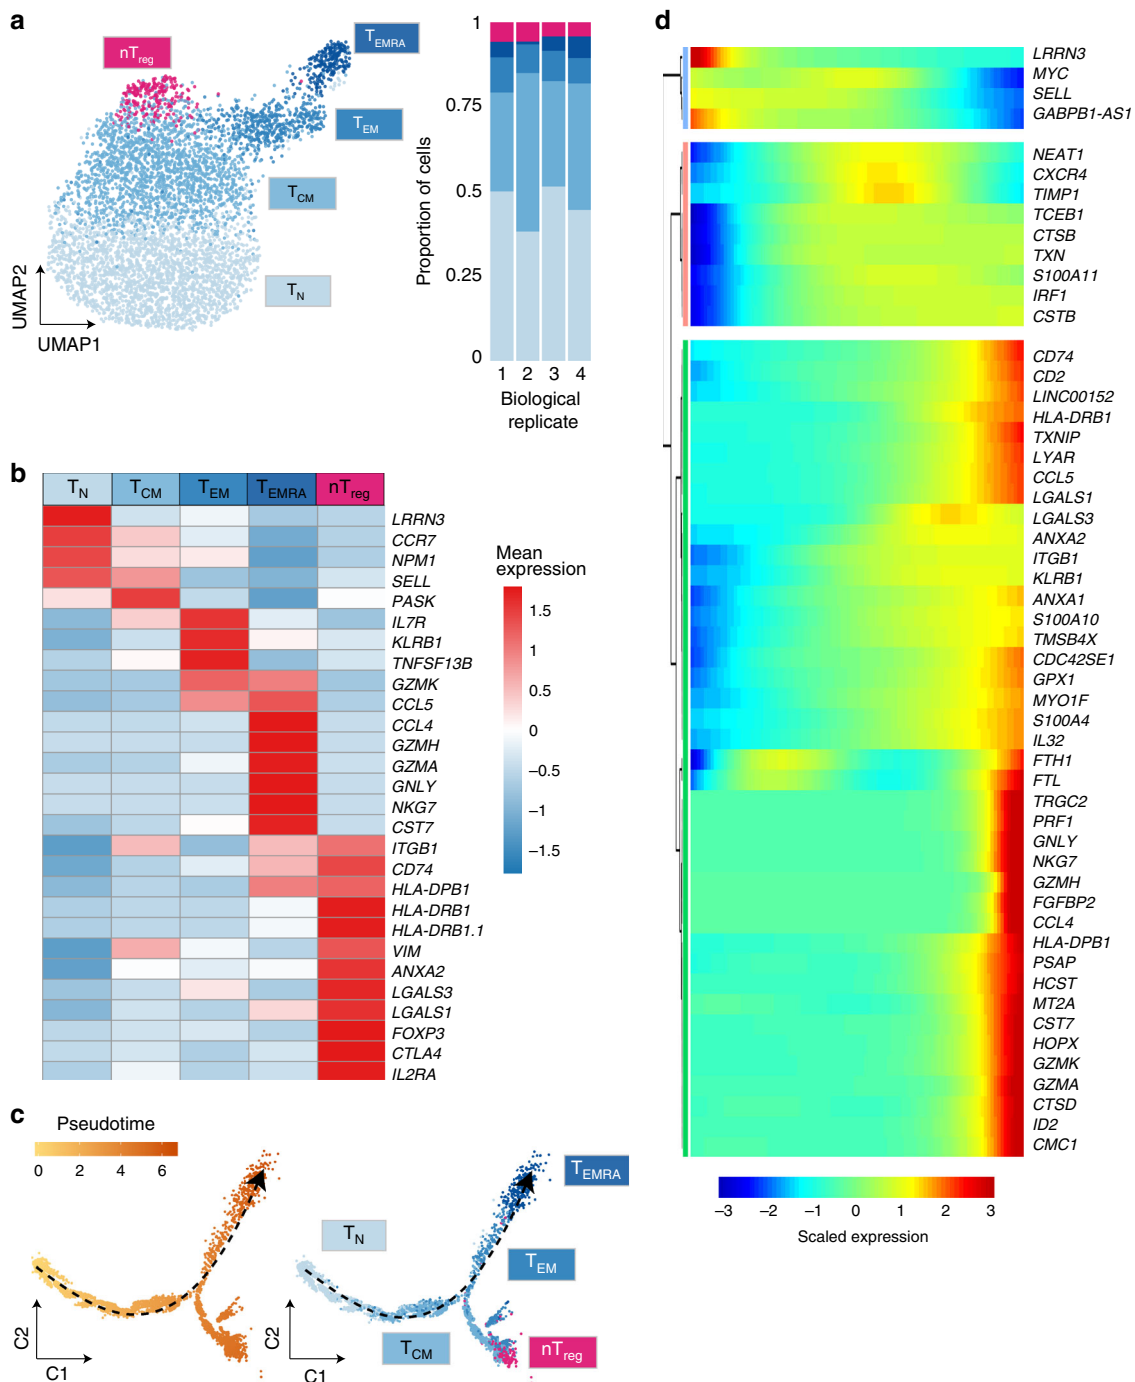 a
nTreg
TEMRA
TEM
TCM
TN
UMAP2
UMAP1
Proportion of cells
1
0.75
0.5
0.25
0
1 2 3 4
Biological
replicate
b
TN TCM TEM TEMRA nTreg
LRRN3
CCR7
NPM1
SELL
PASK
IL7R
KLRB1
TNFSF13B
GZMK
CCL5
CCL4
GZMH
GZMA
GNLY
NKG7
CST7
ITGB1
CD74
HLA-DPB1
HLA-DRB1
HLA-DRB1.1
VIM
ANXA2
LGALS3
LGALS1
FOXP3
CTLA4
IL2RA
Mean
expression
1.5
1
0.5
0
−0.5
−1
−1.5
c
Pseudotime
0 2 4 6
C2
C1
TN
TCM
TEM
TEMRA
nTreg
C2
C1
d
LRRN3
MYC
SELL
GABPB1-AS1
NEAT1
CXCR4
TIMP1
TCEB1
CTSB
TXN
S100A11
IRF1
CSTB
CD74
CD2
LINC00152
HLA-DRB1
TXNIP
LYAR
CCL5
LGALS1
LGALS3
ANXA2
ITGB1
KLRB1
ANXA1
S100A10
TMSB4X
CDC42SE1
GPX1
MYO1F
S100A4
IL32
FTH1
FTL
TRGC2
PRF1
GNLY
NKG7
GZMH
FGFBP2
CCL4
HLA-DPB1
PSAP
HCST
MT2A
CST7
HOPX
GZMK
GZMA
CTSD
ID2
CMC1
−3 −2 −1 0 1 2 3
Scaled expression